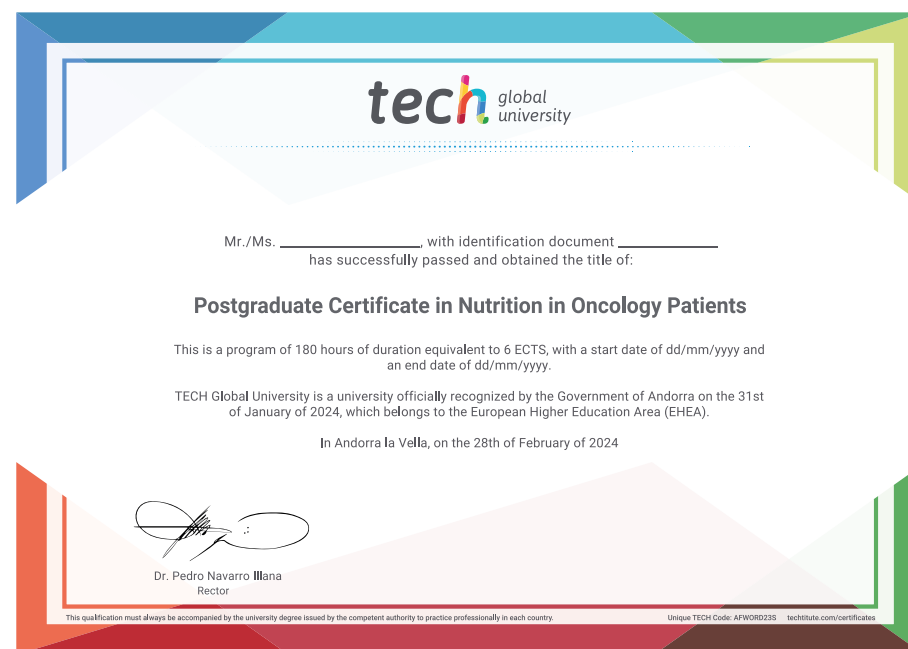 tech global university
Mr./Ms. ____________, with identification document ____________
has successfully passed and obtained the title of:
Postgraduate Certificate in Nutrition in Oncology Patients
This is a program of 180 hours of duration equivalent to 6 ECTS, with a start date of dd/mm/yyyy and
an end date of dd/mm/yyyy.
TECH Global University is a university officially recognized by the Government of Andorra on the 31st
of January of 2024, which belongs to the European Higher Education Area (EHEA).
In Andorra la Vella, on the 28th of February of 2024
Dr. Pedro Navarro Illana
Rector
This qualification must always be accompanied by the university degree issued by the competent authority to practice professionally in each country. Unique TECH Code: AFWORD23S techtitute.com/certificates